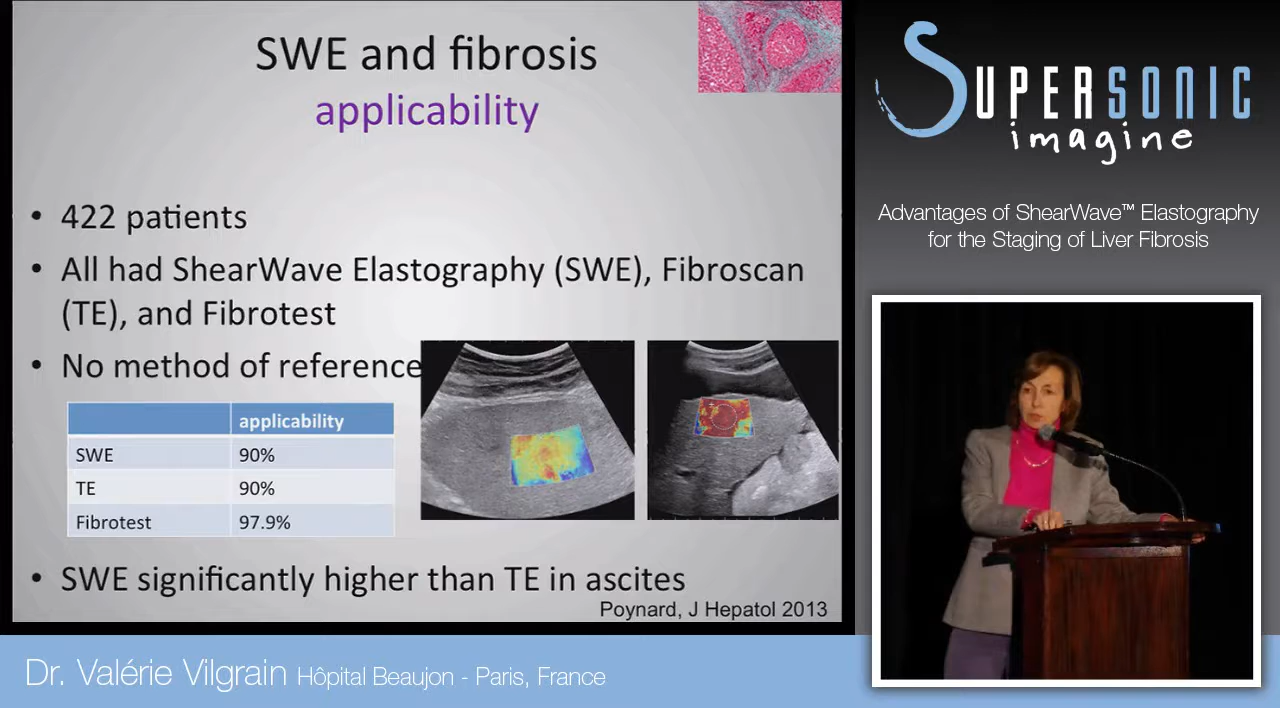 SWE and fibrosis
applicability
• 422 patients
• All had ShearWave Elastography (SWE), Fibroscan
(TE), and Fibrotest
• No method of reference
applicability
SWE 90%
TE 90%
Fibrotest 97.9%
• SWE significantly higher than TE in ascites
Poynard, J Hepatol 2013
SUPERSONIC
imagine
Advantages of ShearWave™ Elastography
for the Staging of Liver Fibrosis
Dr. Valérie Vilgrain Hôpital Beaujon - Paris, France